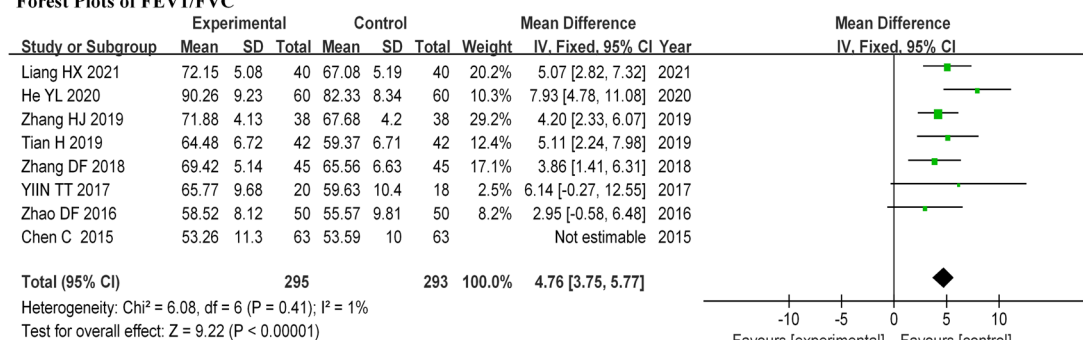 Forest Plots of FEV1/FVC
Experimental Control Mean Difference Mean Difference
Study or Subgroup Mean SD Total Mean SD Total Weight IV, Fixed, 95% CI Year IV, Fixed, 95% CI
Liang HX 2021 72.15 5.08 40 67.08 5.19 40 20.2% 5.07 [2.82, 7.32] 2021
He YL 2020 90.26 9.23 60 82.33 8.34 60 10.3% 7.93 [4.78, 11.08] 2020
Zhang HJ 2019 71.88 4.13 38 67.68 4.2 38 29.2% 4.20 [2.33, 6.07] 2019
Tian H 2019 64.48 6.72 42 59.37 6.71 42 12.4% 5.11 [2.24, 7.98] 2019
Zhang DF 2018 69.42 5.14 45 65.56 6.63 45 17.1% 3.86 [1.41, 6.31] 2018
YIIN TT 2017 65.77 9.68 20 59.63 10.4 18 2.5% 6.14 [-0.27, 12.55] 2017
Zhao DF 2016 58.52 8.12 50 55.57 9.81 50 8.2% 2.95 [-0.58, 6.48] 2016
Chen C 2015 53.26 11.3 63 53.59 10 63 Not estimable 2015
Total (95% CI) 295 293 100.0% 4.76 [3.75, 5.77]
Heterogeneity: Chi² = 6.08, df = 6 (P = 0.41); I² = 1%
Test for overall effect: Z = 9.22 (P < 0.00001)
-10 -5 0 5 10
Favours [experimental] Favours [control]